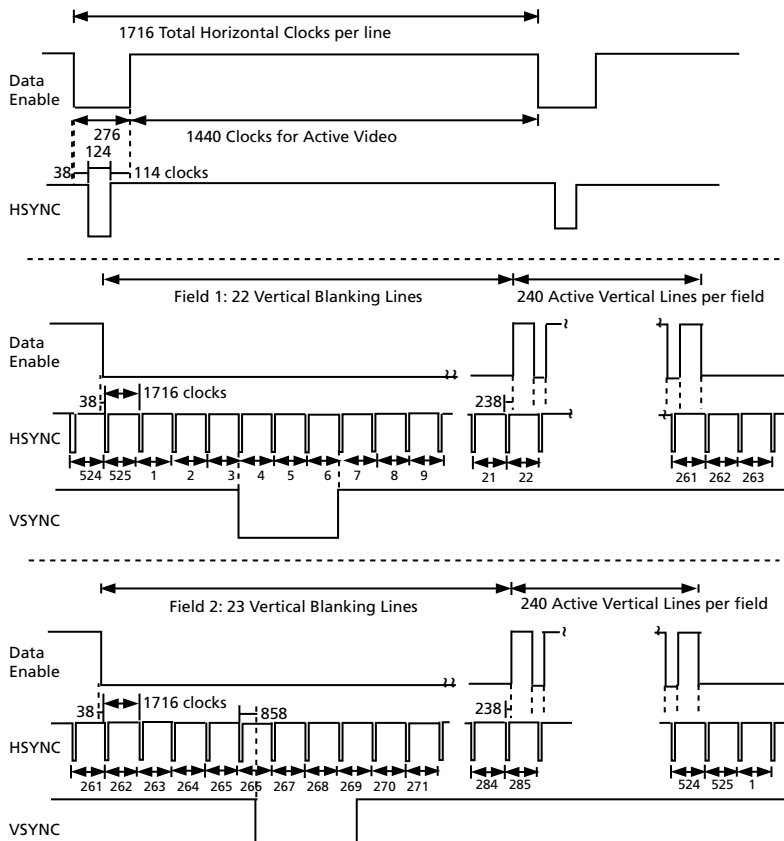 1716 Total Horizontal Clocks per line
Data
Enable
276
1440 Clocks for Active Video
124
38
114 clocks
HSYNC
Field 1: 22 Vertical Blanking Lines
240 Active Vertical Lines per field
Data
Enable
1716 clocks
38
238
HSYNC
524 525 1 2 3 4 5 6 7 8 9 21 22 261 262 263
VSYNC
Field 2: 23 Vertical Blanking Lines
240 Active Vertical Lines per field
Data
Enable
1716 clocks
38
858
238
HSYNC
261 262 263 264 265 266 267 268 269 270 271 284 285 524 525 1
VSYNC